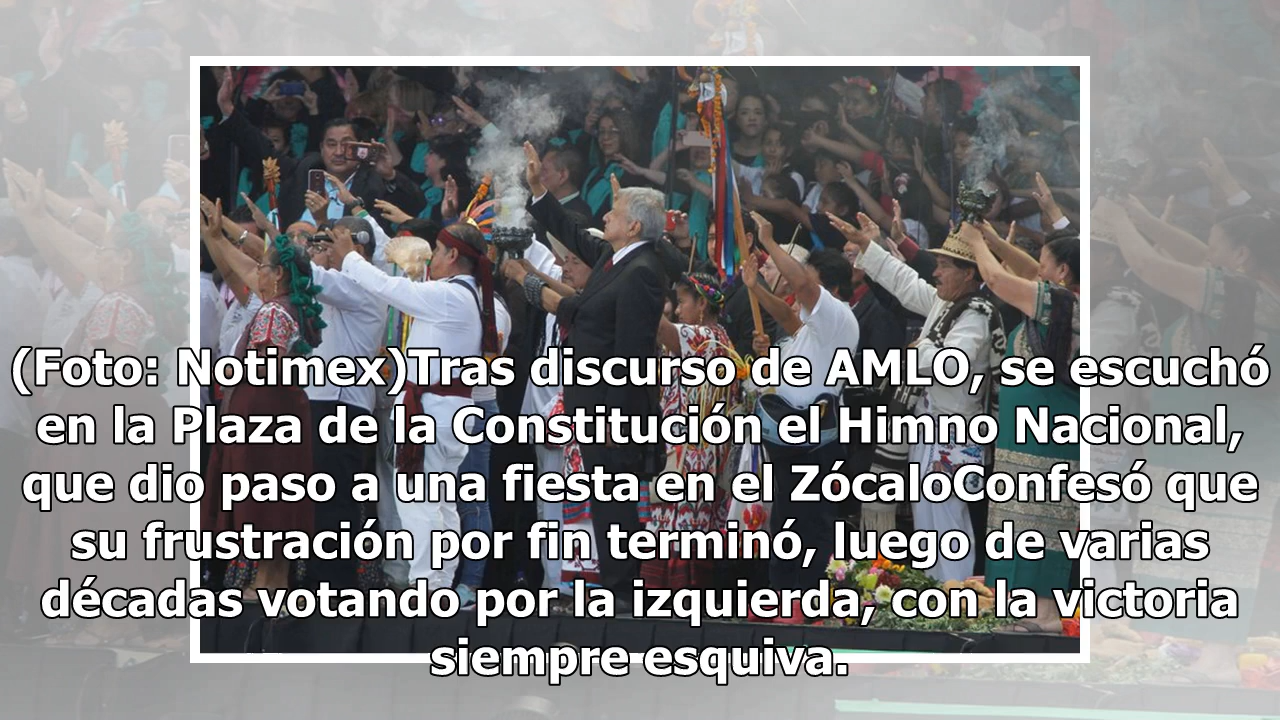 (Foto: Notimex)Tras discurso de AMLO, se escuchó
en la Plaza de la Constitución el Himno Nacional,
que dio paso a una fiesta en el ZócaloConfesó que
su frustración por fin terminó, luego de varias
décadas votando por la izquierda, con la victoria
siempre esquiva.